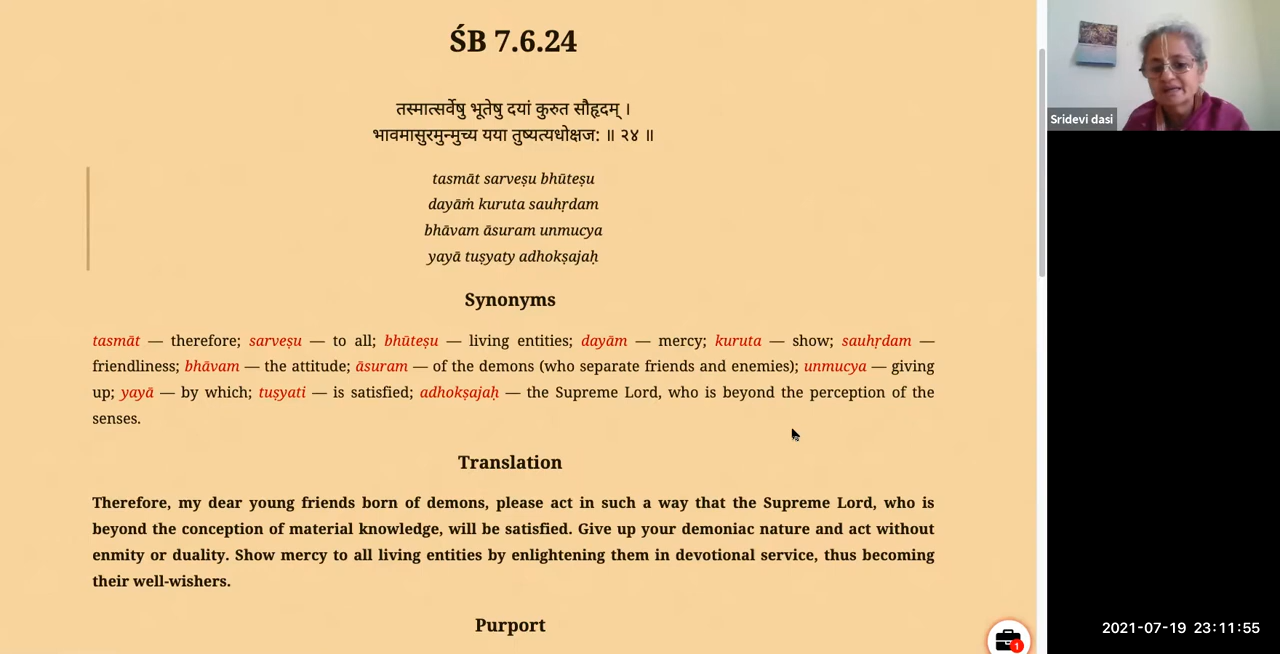 ŚB 7.6.24
तस्मात्सर्वेषु भूतेषु दयां कुरुत सौहृदम् ।
भावमासुरमुन्मुच्य यया तुष्यत्यधोक्षज: ॥ २४ ॥
tasmāt sarveṣu bhūteṣu
dayāṁ kuruta sauhṛdam
bhāvam āsuram unmucya
yayā tuṣyaty adhokṣajaḥ
Synonyms
tasmāt — therefore; sarveṣu — to all; bhūteṣu — living entities; dayām — mercy; kuruta — show; sauhṛdam —
friendliness; bhāvam — the attitude; āsuram — of the demons (who separate friends and enemies); unmucya — giving
up; yayā — by which; tuṣyati — is satisfied; adhokṣajaḥ — the Supreme Lord, who is beyond the perception of the
senses.
Translation
Therefore, my dear young friends born of demons, please act in such a way that the Supreme Lord, who is
beyond the conception of material knowledge, will be satisfied. Give up your demoniac nature and act without
enmity or duality. Show mercy to all living entities by enlightening them in devotional service, thus becoming
their well-wishers.
Purport
Sridevi dasi
1
2021-07-19 23:11:55